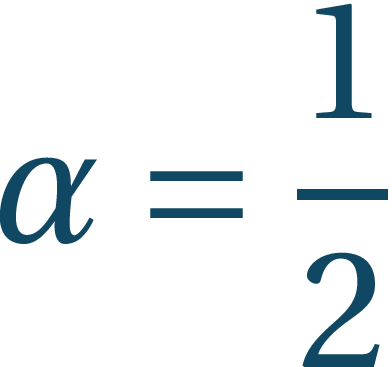 α = 1/2